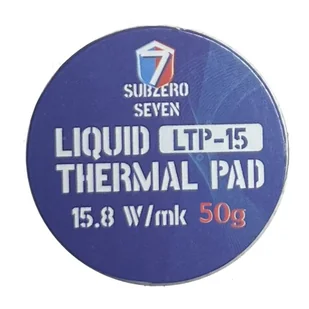 7
SUBZERO
SEVEN
LIQUID LTP-15
THERMAL PAD
15.8 W/mk 50g